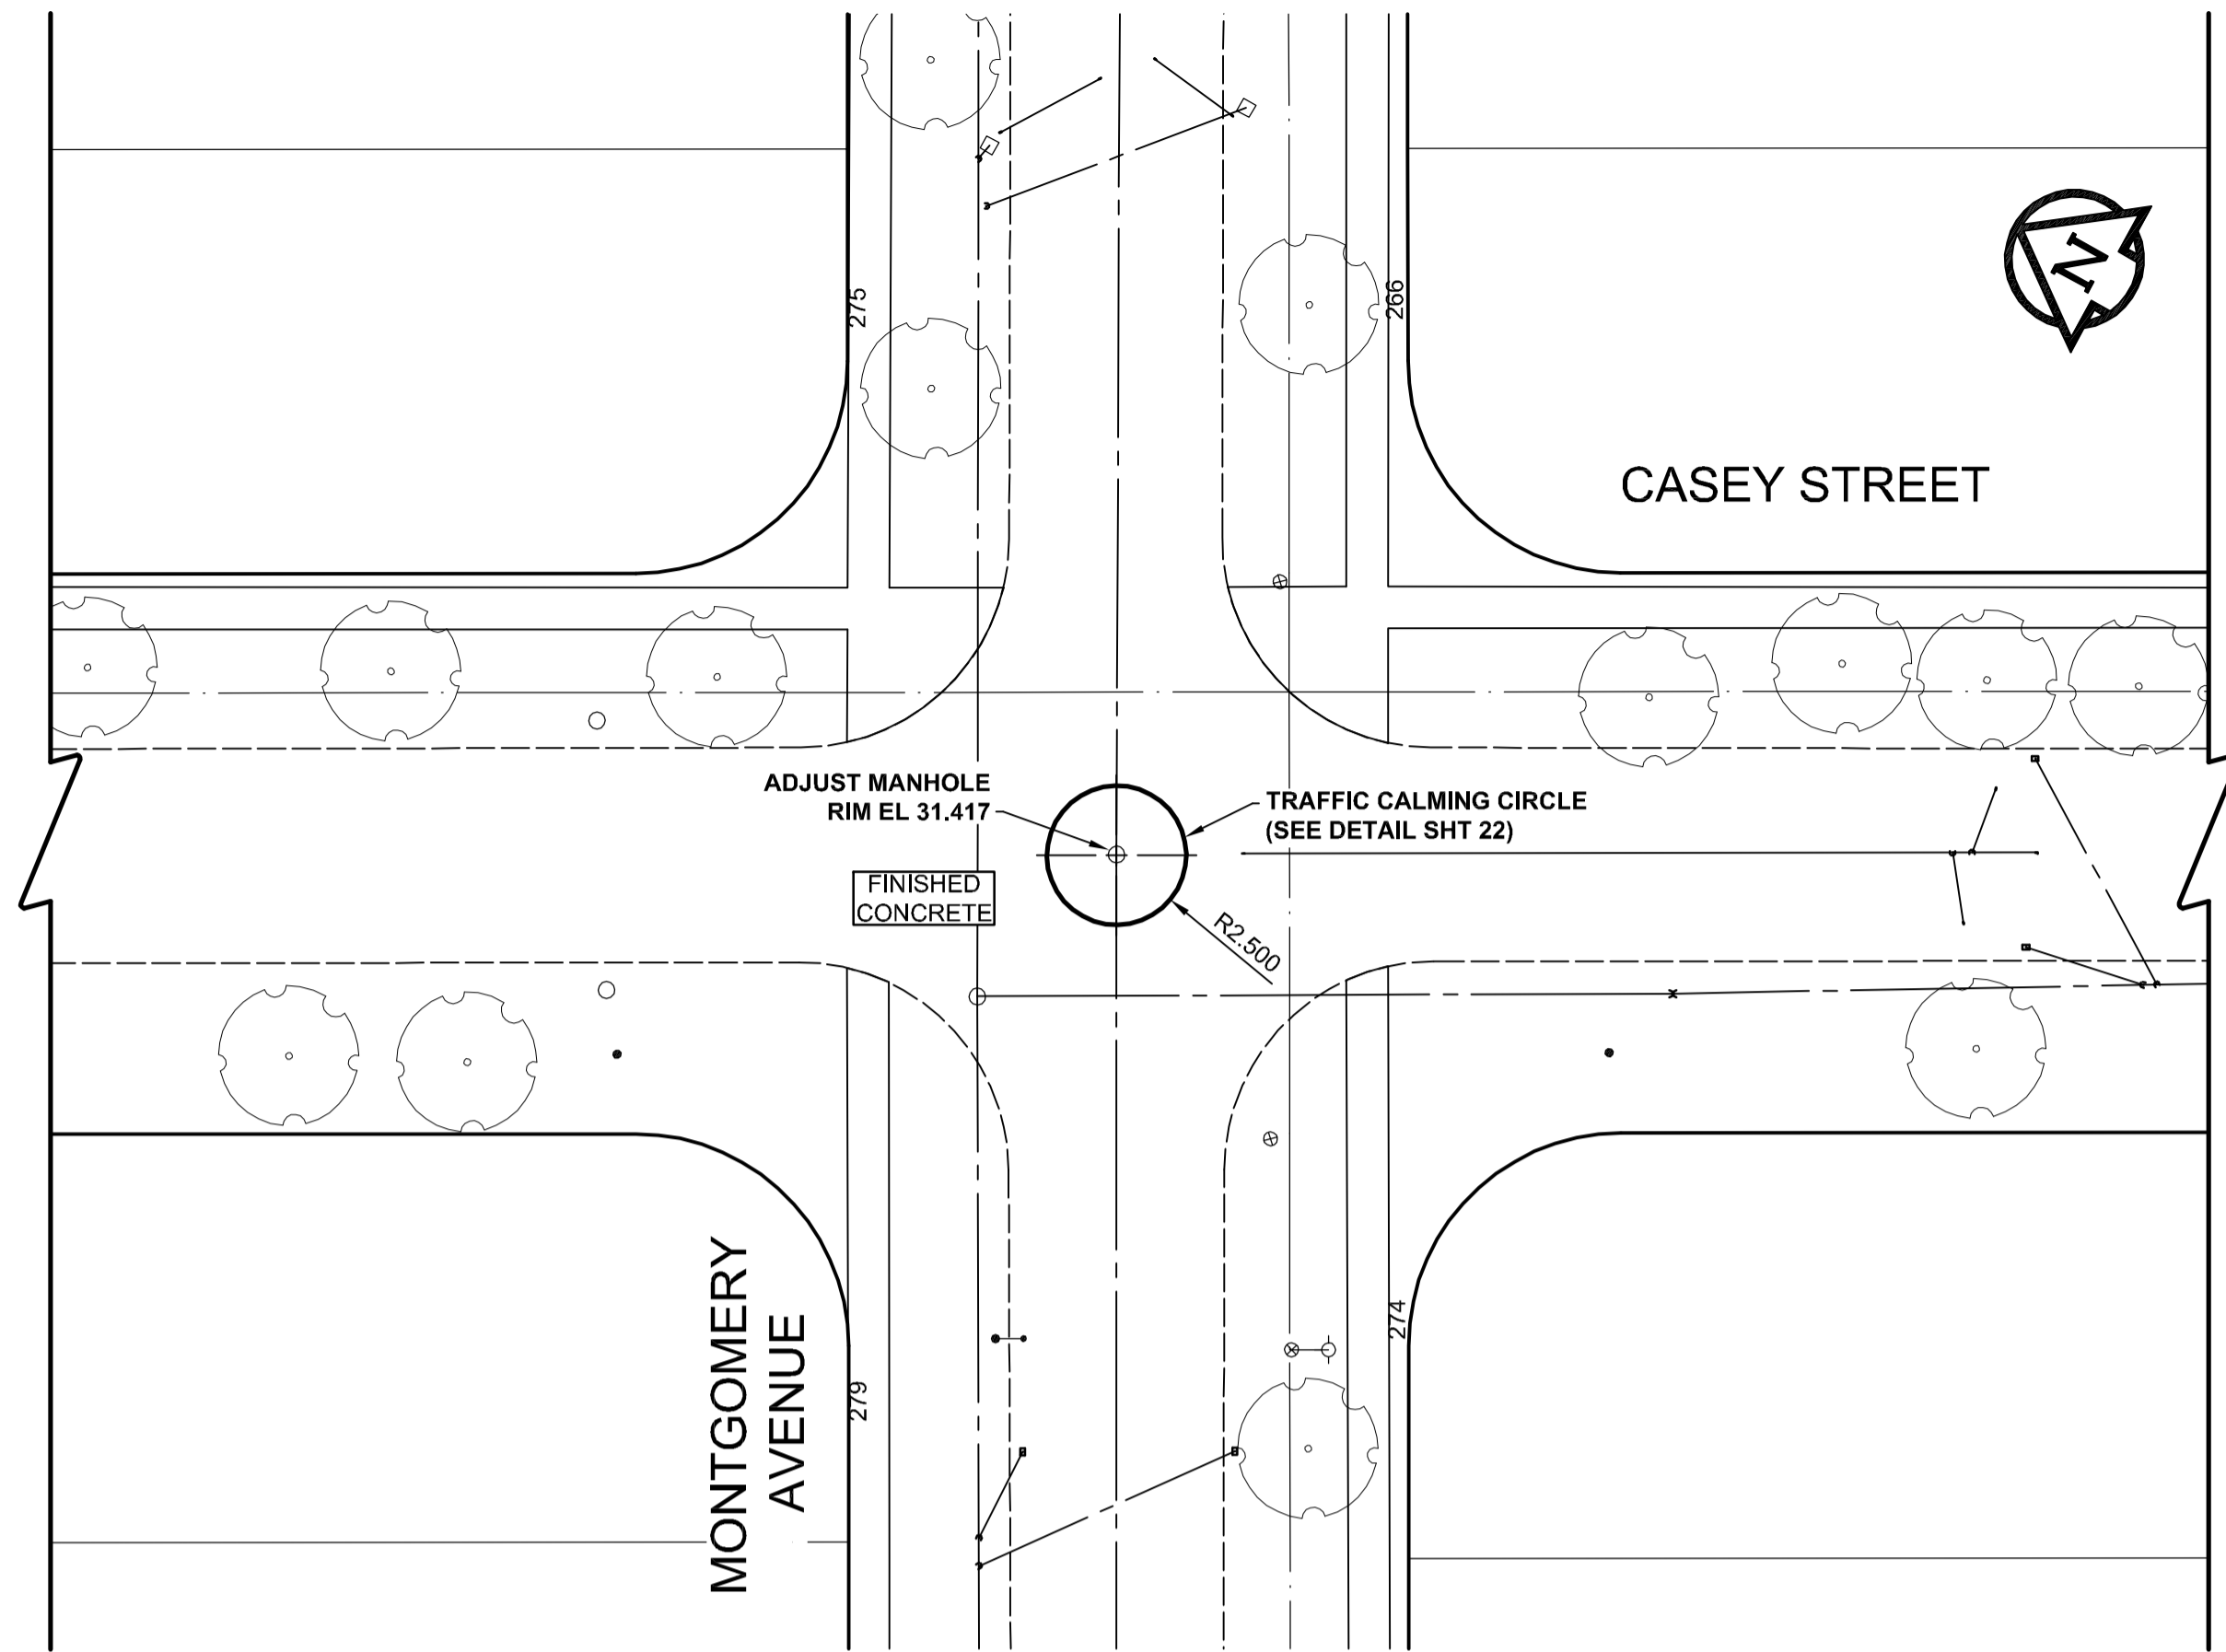 275
266
N
CASEY STREET
ADJUST MANHOLE
RIM EL 31.417
TRAFFIC CALMING CIRCLE
(SEE DETAIL SHT 22)
FINISHED
CONCRETE
R2.500
MONTGOMERY
AVENUE
279
274